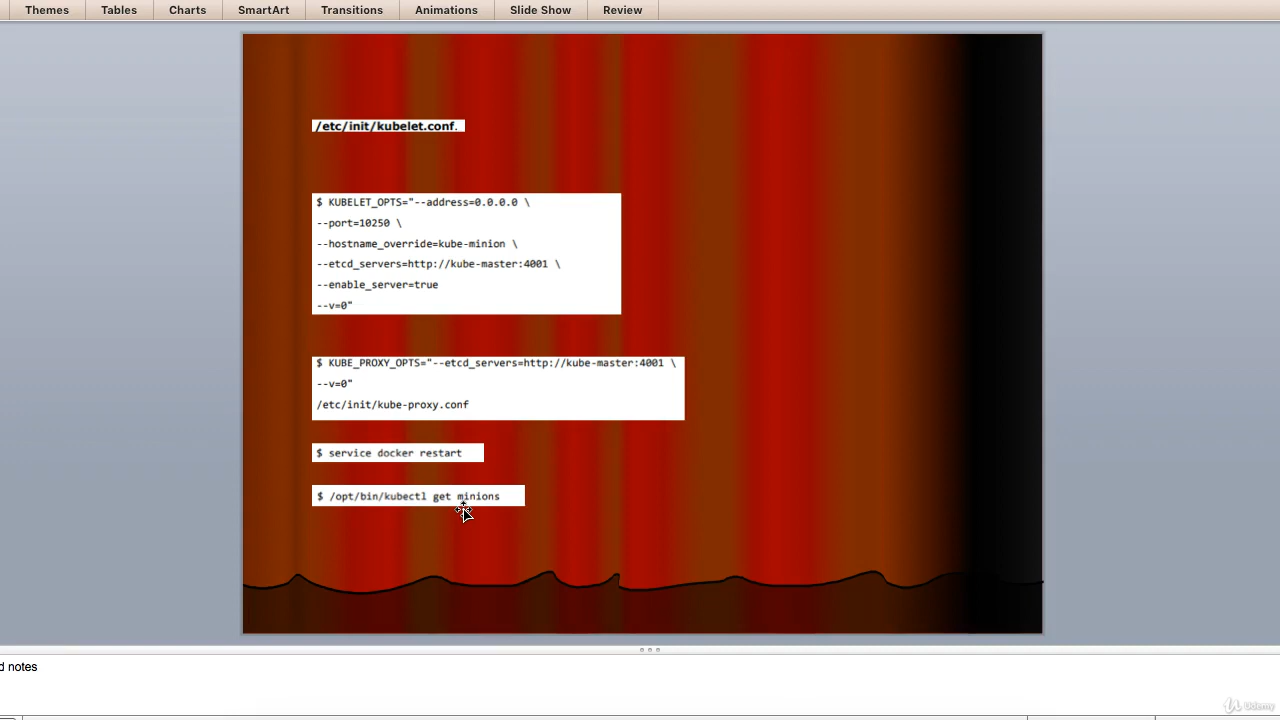 Themes Tables Charts SmartArt Transitions Animations Slide Show Review
/etc/init/kubelet.conf.
$ KUBELET_OPTS="--address=0.0.0.0 \
--port=10250 \
--hostname_override=kube-minion \
--etcd_servers=http://kube-master:4001 \
--enable_server=true
--v=0"
$ KUBE_PROXY_OPTS="--etcd_servers=http://kube-master:4001 \
--v=0"
/etc/init/kube-proxy.conf
$ service docker restart
$ /opt/bin/kubectl get minions
d notes
Udemy